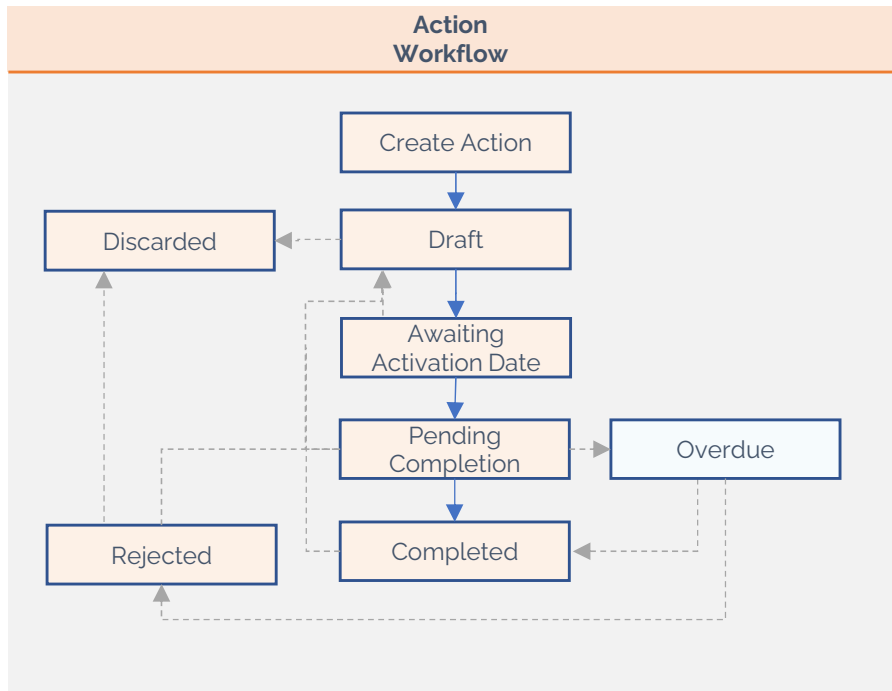 Action
Workflow
Create Action
Discarded
Draft
Awaiting
Activation Date
Pending
Completion
Overdue
Rejected
Completed